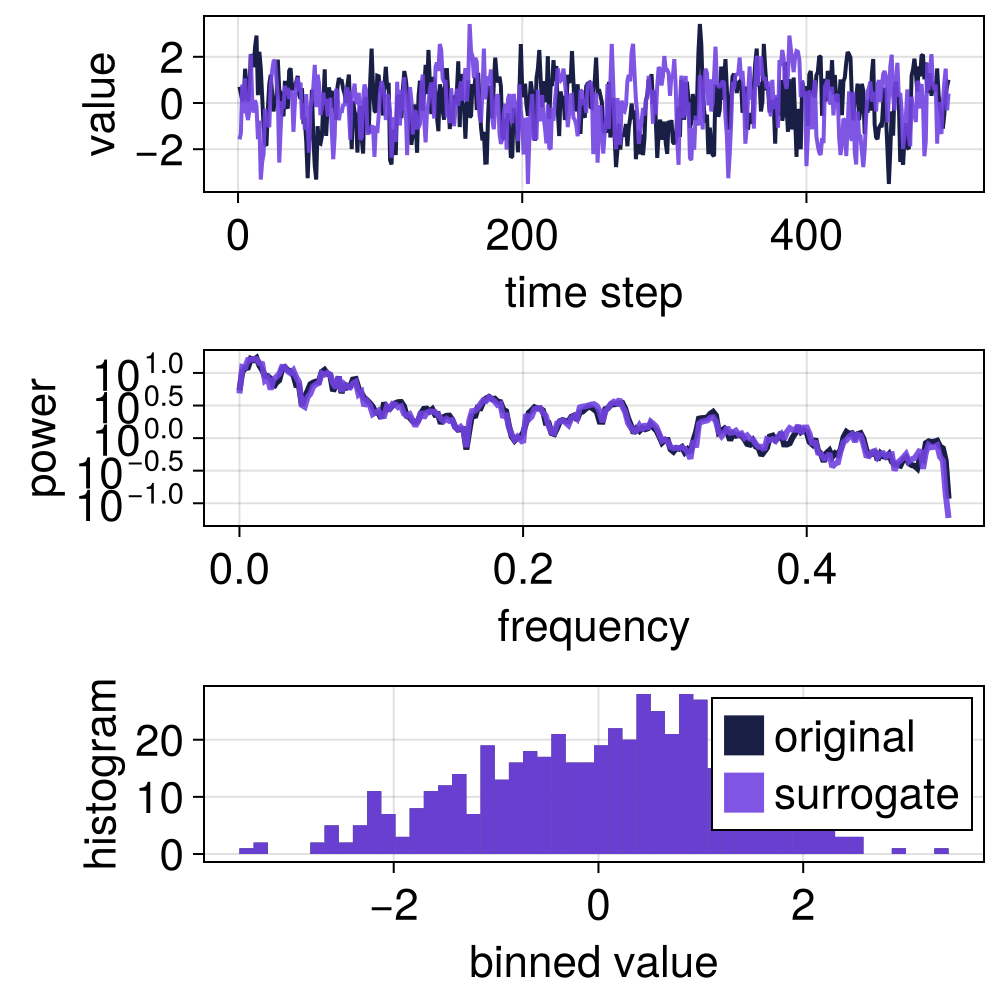 value
2
0
−2
0 200 400
time step
power
10^1.0
10^0.5
10^0.0
10^−0.5
10^−1.0
0.0 0.2 0.4
frequency
histogram
20
10
0
original
surrogate
−2 0 2
binned value